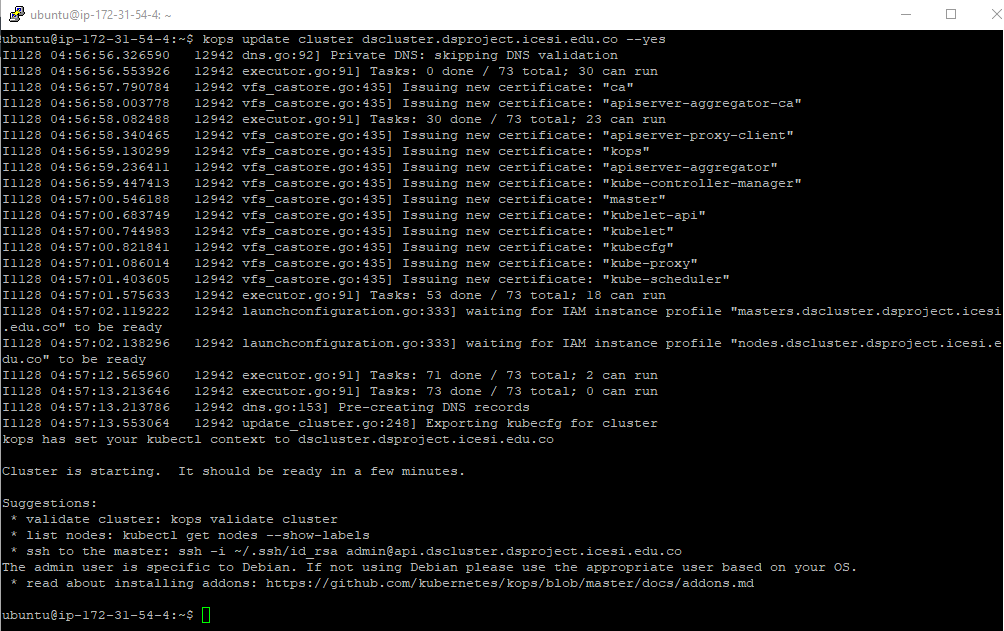 ubuntu@ip-172-31-54-4: ~
ubuntu@ip-172-31-54-4:~$ kops update cluster dscluster.dsproject.icesi.edu.co --yes
I1128 04:56:56.326590   12942 dns.go:92] Private DNS: skipping DNS validation
I1128 04:56:56.553926   12942 executor.go:91] Tasks: 0 done / 73 total; 30 can run
I1128 04:56:57.790784   12942 vfs_castore.go:435] Issuing new certificate: "ca"
I1128 04:56:58.003778   12942 vfs_castore.go:435] Issuing new certificate: "apiserver-aggregator-ca"
I1128 04:56:58.082488   12942 executor.go:91] Tasks: 30 done / 73 total; 23 can run
I1128 04:56:58.340465   12942 vfs_castore.go:435] Issuing new certificate: "apiserver-proxy-client"
I1128 04:56:59.130299   12942 vfs_castore.go:435] Issuing new certificate: "kops"
I1128 04:56:59.236411   12942 vfs_castore.go:435] Issuing new certificate: "apiserver-aggregator"
I1128 04:56:59.447413   12942 vfs_castore.go:435] Issuing new certificate: "kube-controller-manager"
I1128 04:57:00.546188   12942 vfs_castore.go:435] Issuing new certificate: "master"
I1128 04:57:00.683749   12942 vfs_castore.go:435] Issuing new certificate: "kubelet-api"
I1128 04:57:00.744983   12942 vfs_castore.go:435] Issuing new certificate: "kubelet"
I1128 04:57:00.821841   12942 vfs_castore.go:435] Issuing new certificate: "kubecfg"
I1128 04:57:01.086014   12942 vfs_castore.go:435] Issuing new certificate: "kube-proxy"
I1128 04:57:01.403605   12942 vfs_castore.go:435] Issuing new certificate: "kube-scheduler"
I1128 04:57:01.575633   12942 executor.go:91] Tasks: 53 done / 73 total; 18 can run
I1128 04:57:02.119222   12942 launchconfiguration.go:333] waiting for IAM instance profile "masters.dscluster.dsproject.icesi
.edu.co" to be ready
I1128 04:57:02.138296   12942 launchconfiguration.go:333] waiting for IAM instance profile "nodes.dscluster.dsproject.icesi.e
du.co" to be ready
I1128 04:57:12.565960   12942 executor.go:91] Tasks: 71 done / 73 total; 2 can run
I1128 04:57:13.213646   12942 executor.go:91] Tasks: 73 done / 73 total; 0 can run
I1128 04:57:13.213786   12942 dns.go:153] Pre-creating DNS records
I1128 04:57:13.553064   12942 update_cluster.go:248] Exporting kubecfg for cluster
kops has set your kubectl context to dscluster.dsproject.icesi.edu.co
Cluster is starting.  It should be ready in a few minutes.
Suggestions:
 * validate cluster: kops validate cluster
 * list nodes: kubectl get nodes --show-labels
 * ssh to the master: ssh -i ~/.ssh/id_rsa admin@api.dscluster.dsproject.icesi.edu.co
The admin user is specific to Debian. If not using Debian please use the appropriate user based on your OS.
 * read about installing addons: https://github.com/kubernetes/kops/blob/master/docs/addons.md
ubuntu@ip-172-31-54-4:~$